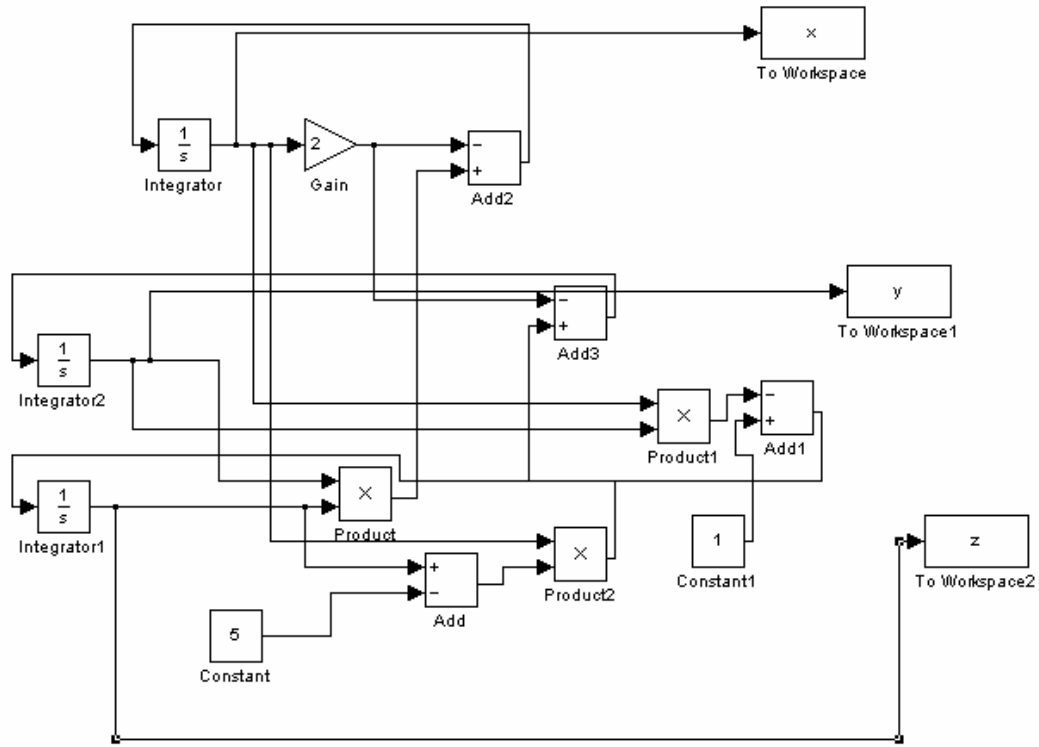 x
To Workspace
1
s
Integrator
2
Gain
-
+
Add2
y
To Workspace1
-
+
Add3
1
s
Integrator2
×
Product1
-
+
Add1
1
s
Integrator1
×
Product
×
Product2
+
-
Add
1
Constant1
z
To Workspace2
5
Constant